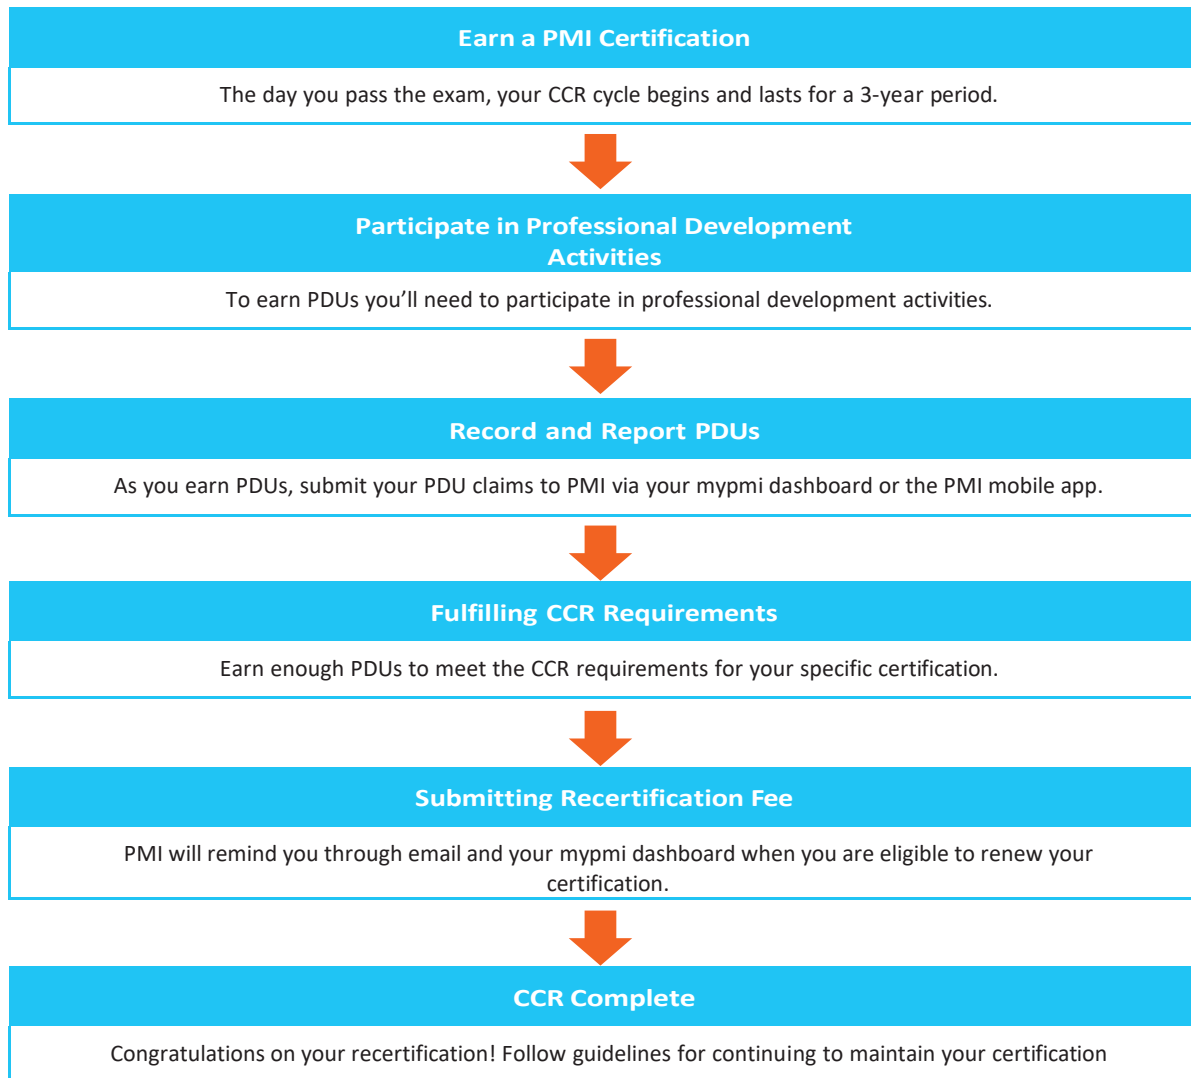 Earn a PMI Certification
The day you pass the exam, your CCR cycle begins and lasts for a 3-year period.
Participate in Professional Development
Activities
To earn PDUs you’ll need to participate in professional development activities.
Record and Report PDUs
As you earn PDUs, submit your PDU claims to PMI via your mypmi dashboard or the PMI mobile app.
Fulfilling CCR Requirements
Earn enough PDUs to meet the CCR requirements for your specific certification.
Submitting Recertification Fee
PMI will remind you through email and your mypmi dashboard when you are eligible to renew your
certification.
CCR Complete
Congratulations on your recertification! Follow guidelines for continuing to maintain your certification